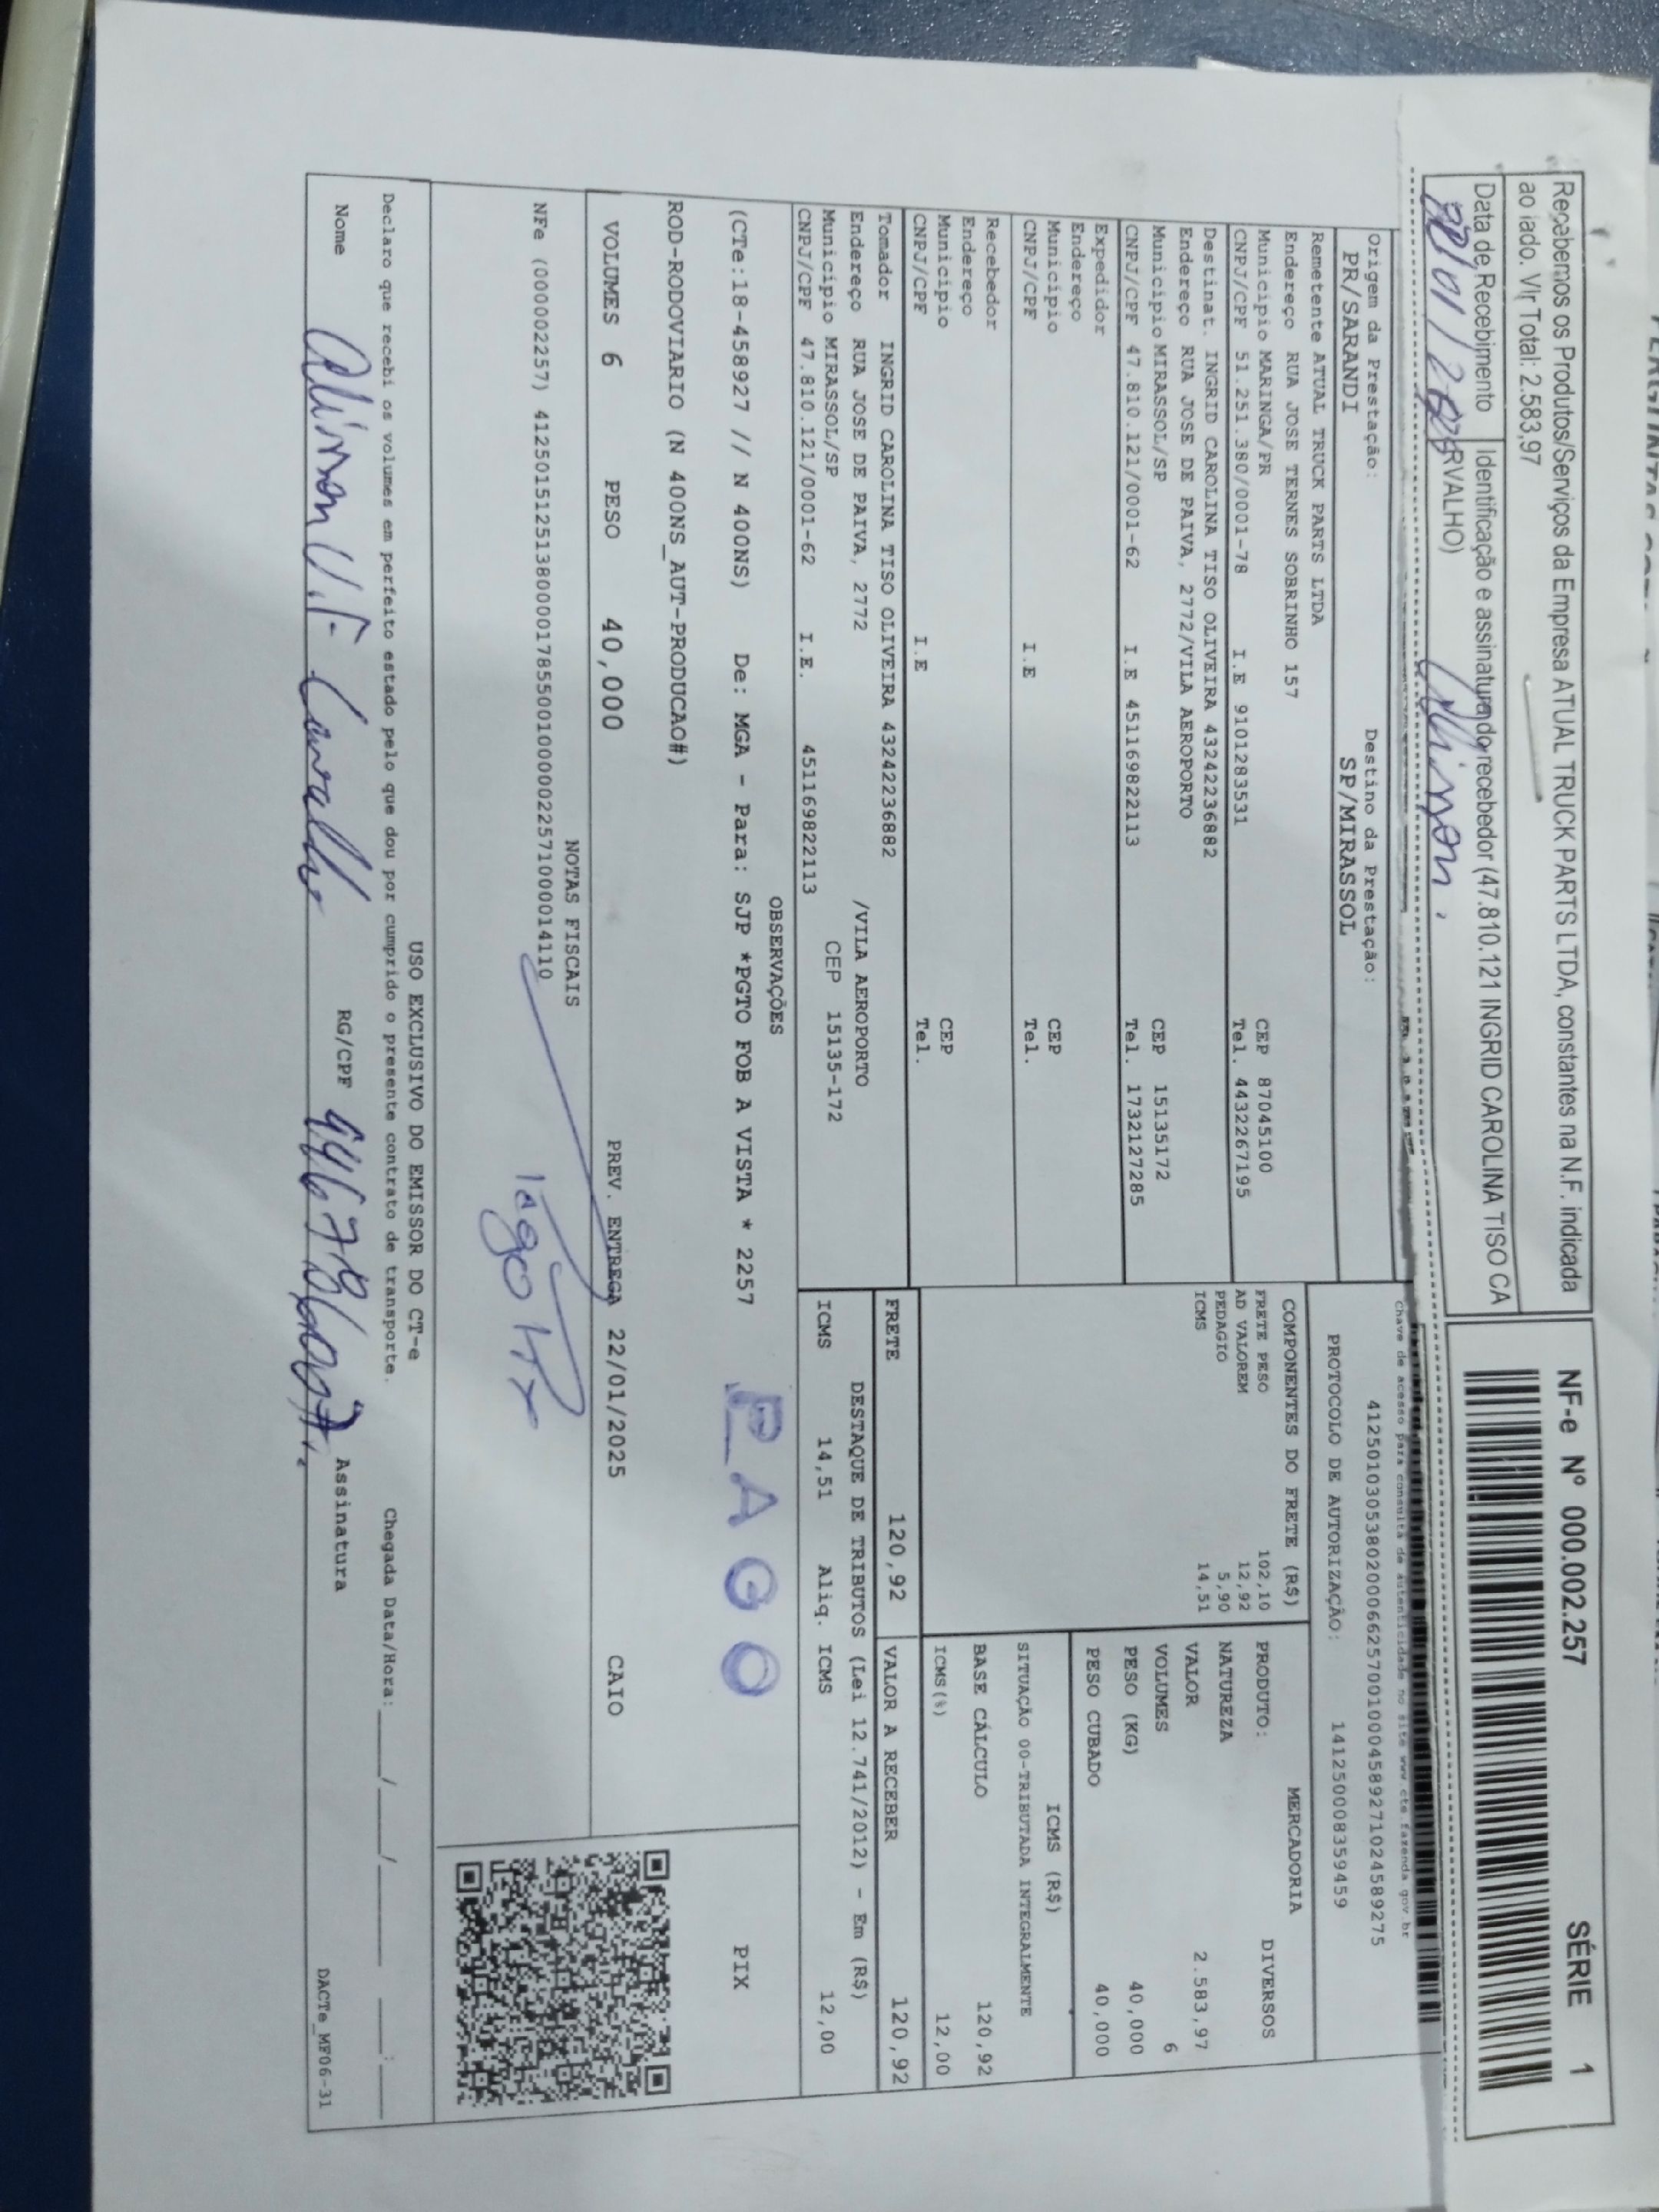 Recebemos os Produtos/Serviços da Empresa ATUAL TRUCK PARTS LTDA, constantes na N.F. indicada
ao lado. Vlr Total: 2.583,97
Data de Recebimento
Identificação e assinatura do recebedor (47.810.121 INGRID CAROLINA TISO CA
RVALHO)
Alinson
NF-e Nº 000.002.257 SÉRIE 1
Chave de acesso para consulta de autenticidade no site www.cte.fazenda.gov.br
41250103053802000662570010004589271024589275
PROTOCOLO DE AUTORIZAÇÃO: 141250008359459
Origem da Prestação: Destino da Prestação:
PR/SARANDI SP/MIRASSOL
Remetente ATUAL TRUCK PARTS LTDA
Endereço RUA JOSE TERNES SOBRINHO 157
Municipio MARINGA/PR CEP 87045100
CNPJ/CPF 51.251.380/0001-78 I.E 9101283531 Tel. 4432267195
Destinat. INGRID CAROLINA TISO OLIVEIRA 43242236882
Endereço RUA JOSE DE PAIVA, 2772/VILA AEROPORTO
Municipio MIRASSOL/SP CEP 15135172
CNPJ/CPF 47.810.121/0001-62 I.E 451169822113 Tel. 1732127285
Expedidor
Endereço
Municipio CEP
CNPJ/CPF I.E Tel.
Recebedor
Endereço
Municipio CEP
CNPJ/CPF I.E Tel.
Tomador INGRID CAROLINA TISO OLIVEIRA 43242236882
Endereço RUA JOSE DE PAIVA, 2772 /VILA AEROPORTO
Municipio MIRASSOL/SP CEP 15135-172
CNPJ/CPF 47.810.121/0001-62 I.E. 451169822113
COMPONENTES DO FRETE (R$)
FRETE PESO 102,10
AD VALOREM 12,92
PEDAGIO 5,90
ICMS 14,51
MERCADORIA
PRODUTO: DIVERSOS
NATUREZA
VALOR 2.583,97
VOLUMES 6
PESO (KG) 40,000
PESO CUBADO 40,000
ICMS (R$)
SITUAÇÃO 00-TRIBUTADA INTEGRALMENTE
BASE CÁLCULO 120,92
ICMS(%) 12,00
FRETE 120,92 VALOR A RECEBER 120,92
DESTAQUE DE TRIBUTOS (Lei 12.741/2012) - Em (R$)
ICMS 14,51 Aliq. ICMS 12,00
OBSERVAÇÕES
(CTe:18-458927 // N 400NS) De: MGA - Para: SJP *PGTO FOB A VISTA * 2257
PAGO
PIX
ROD-RODOVIARIO (N 400NS_AUT-PRODUCAO#)
VOLUMES 6 PESO 40,000 PREV. ENTREGA 22/01/2025 CAIO
NOTAS FISCAIS
NFe (000002257) 41250151251380000178550010000022571000014110
USO EXCLUSIVO DO EMISSOR DO CT-e
Declaro que recebi os volumes em perfeito estado pelo que dou por cumprido o presente contrato de transporte. Chegada Data/Hora: ___/___/_____ ___:___
Nome RG/CPF Assinatura
DACTe_MF06-31